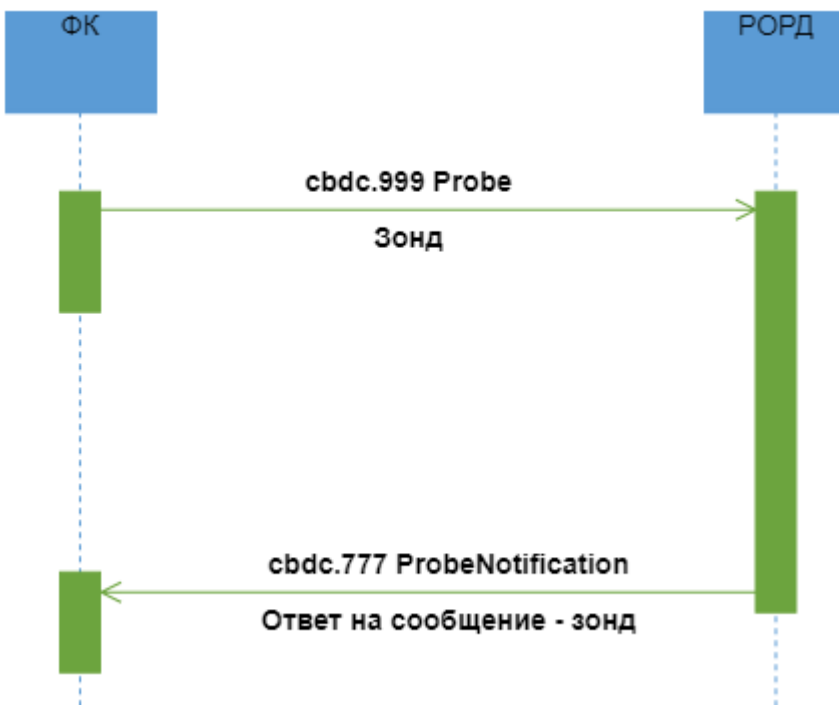 ФК
РОРД
cbdc.999 Probe
Зонд
cbdc.777 ProbeNotification
Ответ на сообщение - зонд